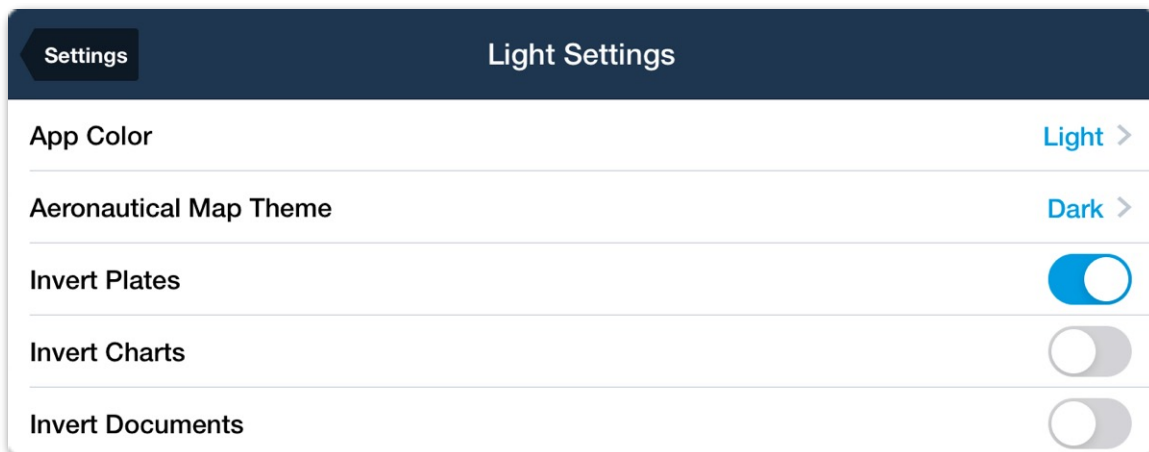 Settings
Light Settings
App Color Light
Aeronautical Map Theme Dark
Invert Plates
Invert Charts
Invert Documents